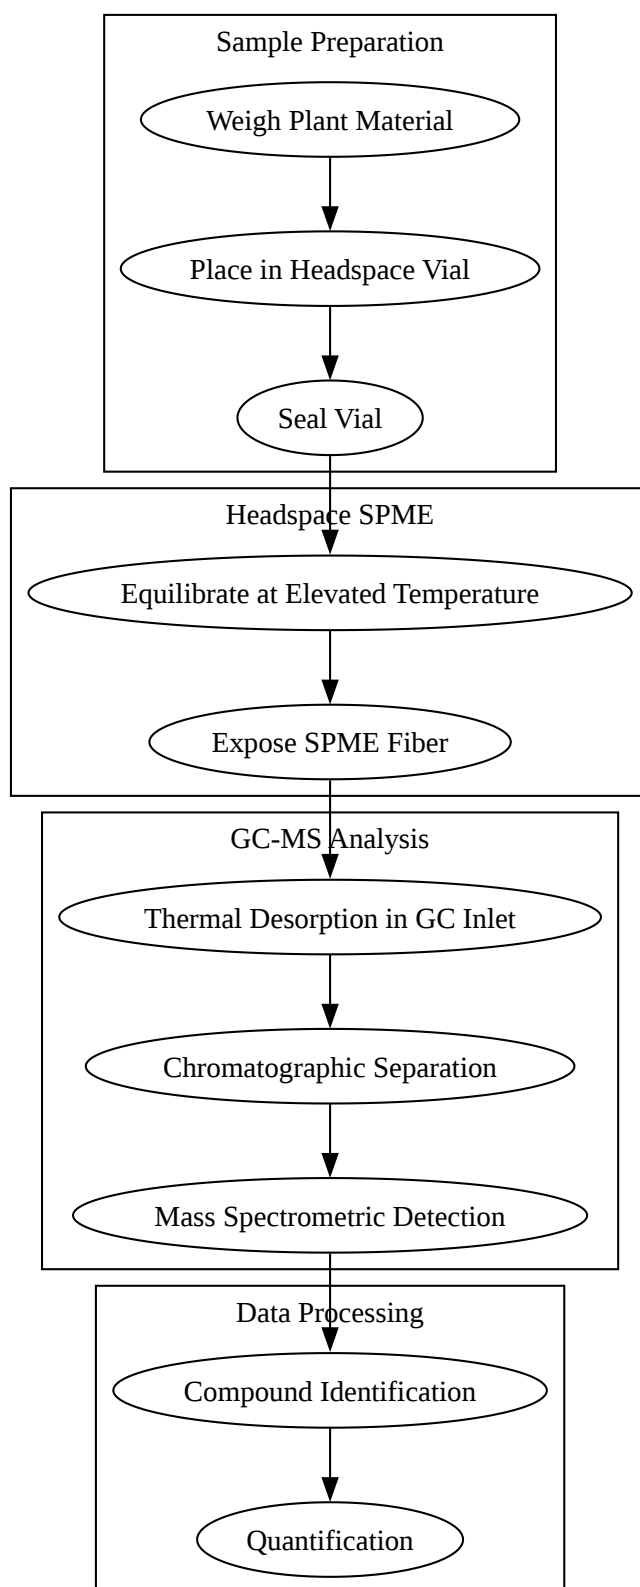 Sample Preparation
Weigh Plant Material
Place in Headspace Vial
Seal Vial
Headspace SPME
Equilibrate at Elevated Temperature
Expose SPME Fiber
GC-MS Analysis
Thermal Desorption in GC Inlet
Chromatographic Separation
Mass Spectrometric Detection
Data Processing
Compound Identification
Quantification